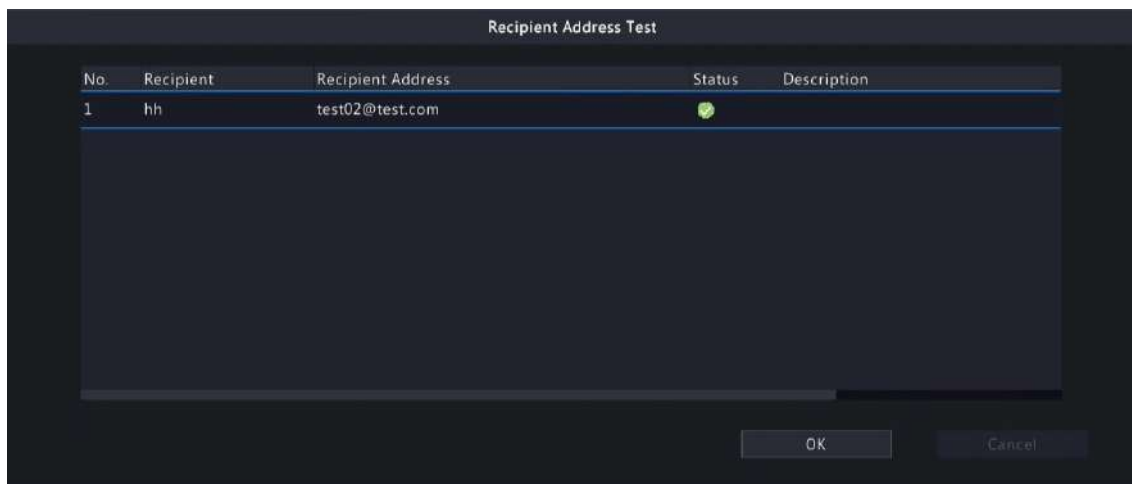 Recipient Address Test
No. Recipient Recipient Address Status Description
1 hh test02@test.com
OK Cancel